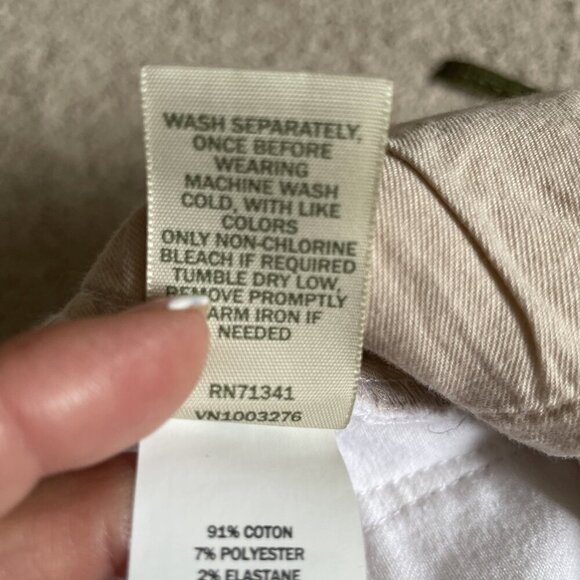 WASH SEPARATELY,
ONCE BEFORE
WEARING
MACHINE WASH
COLD, WITH LIKE
COLORS
ONLY NON-CHLORINE
BLEACH IF REQUIRED
TUMBLE DRY LOW,
REMOVE PROMPTLY
ARM IRON IF
NEEDED
RN71341
VN1003276
91% COTON
7% POLYESTER
2% ELASTANE